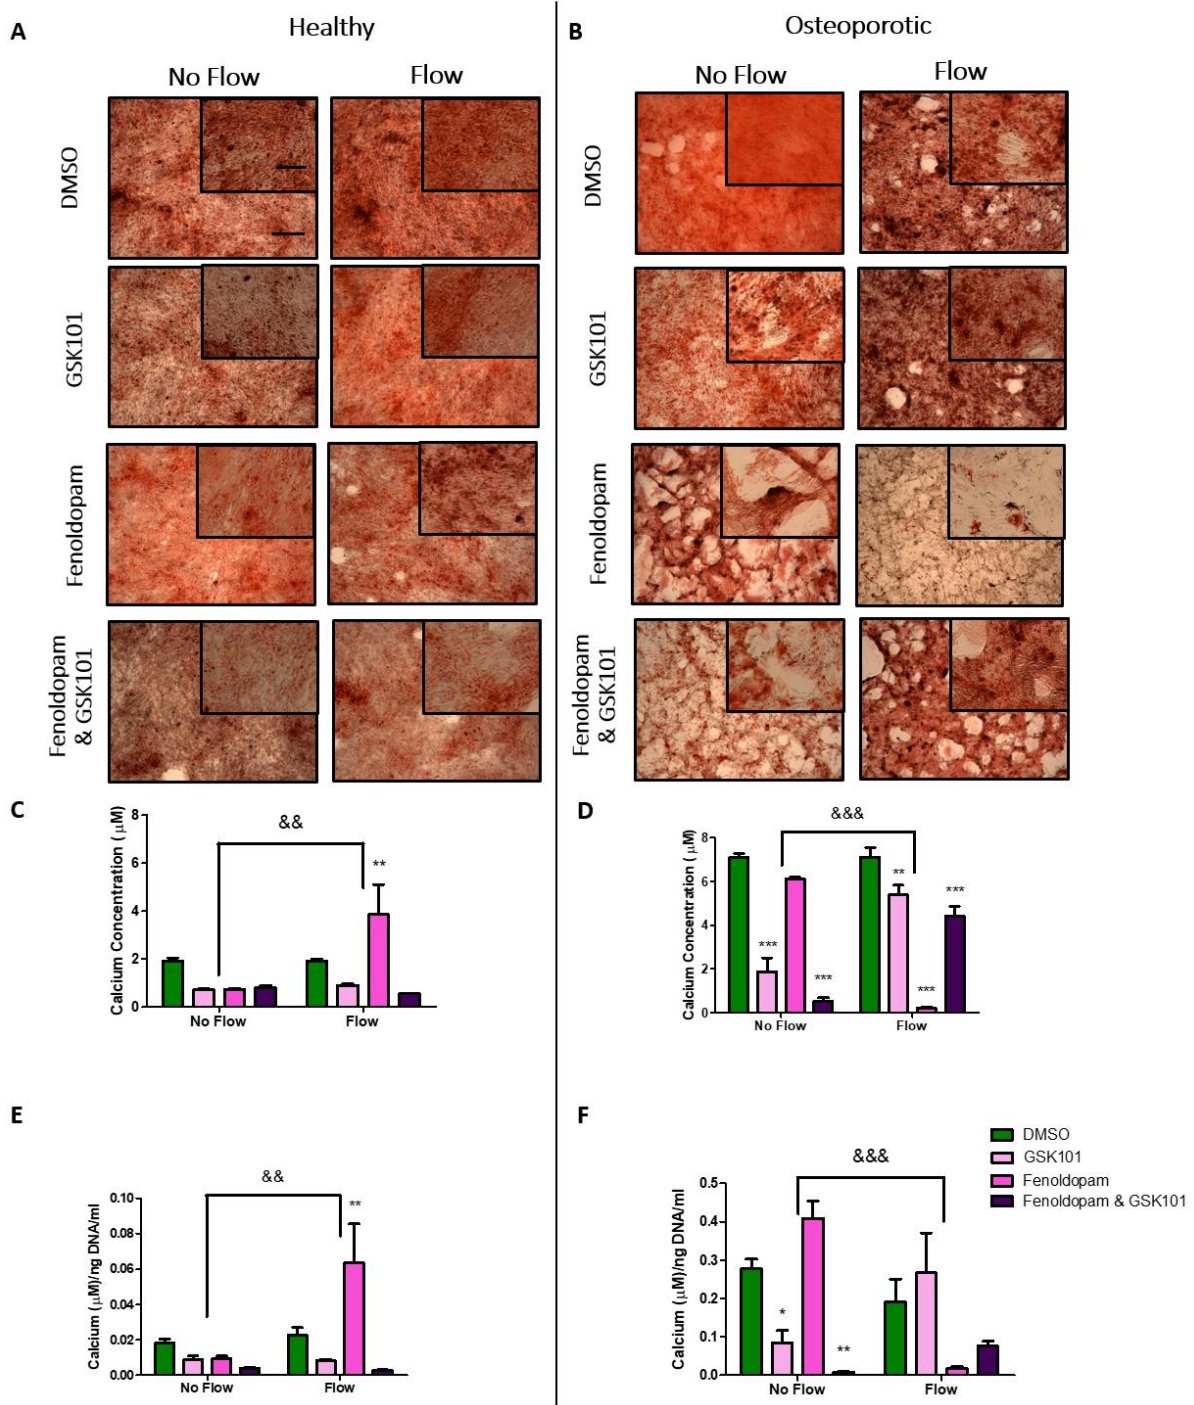 A
Healthy
No Flow
Flow
DMSO
GSK101
Fenoldopam
Fenoldopam
& GSK101
B
Osteoporotic
No Flow
Flow
DMSO
GSK101
Fenoldopam
Fenoldopam
& GSK101
C
Calcium Concentration ( μM)
8
6
4
2
0
&&
**
No Flow
Flow
D
Calcium Concentration ( μM)
8
6
4
2
0
&&&
***
***
**
***
***
No Flow
Flow
E
Calcium (μM)/ng DNA/ml
0.10
0.08
0.06
0.04
0.02
0.00
&&
**
No Flow
Flow
F
Calcium (μM)/ng DNA/ml
0.5
0.4
0.3
0.2
0.1
0.0
&&&
*
**
No Flow
Flow
DMSO
GSK101
Fenoldopam
Fenoldopam & GSK101